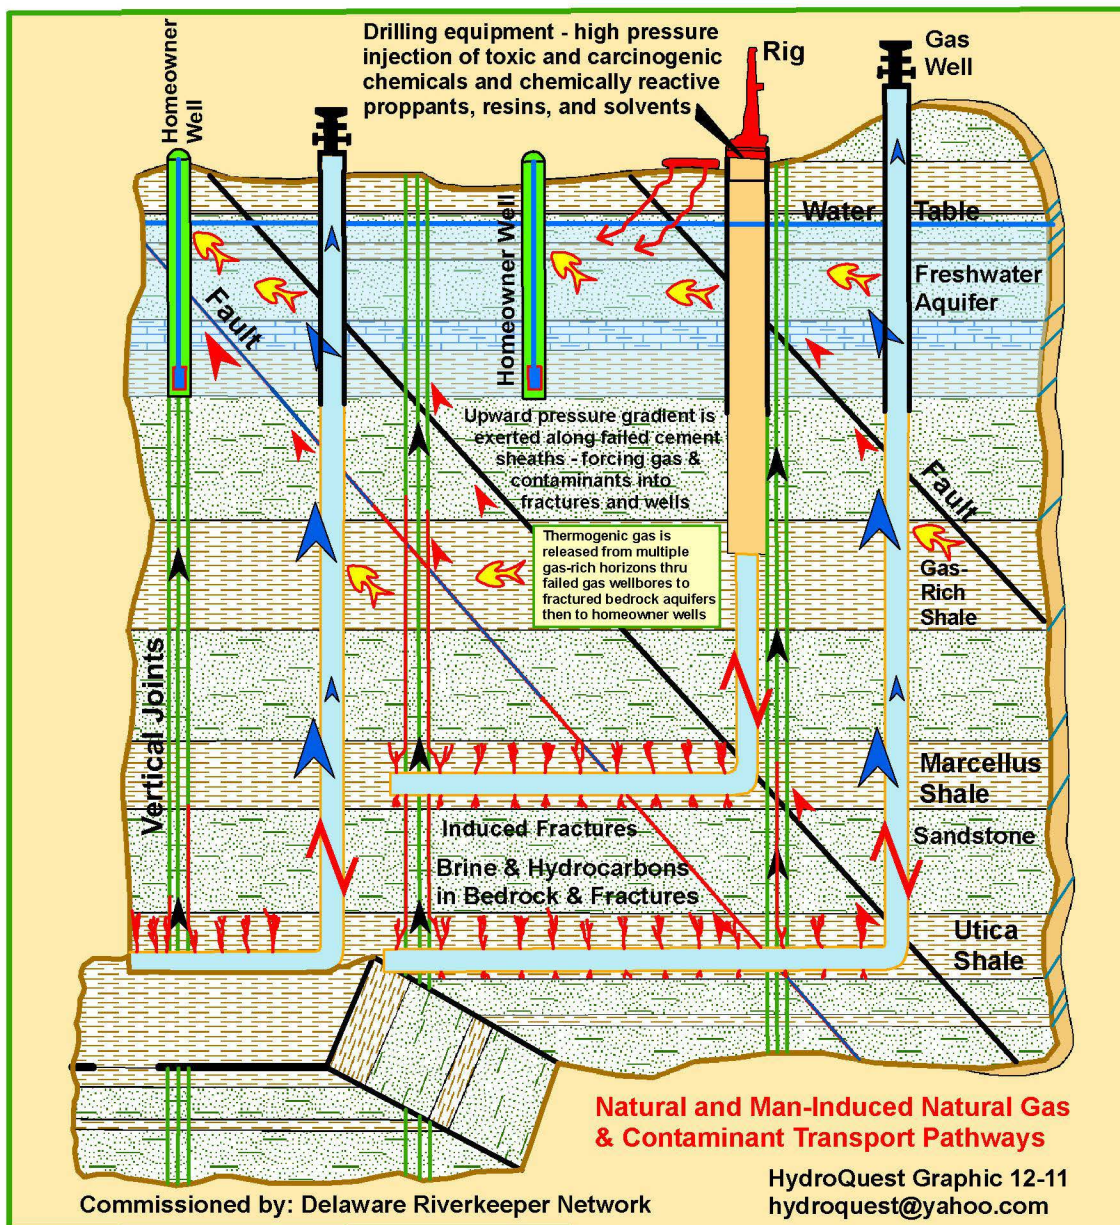 Drilling equipment - high pressure
injection of toxic and carcinogenic
chemicals and chemically reactive
proppants, resins, and solvents
Rig
Gas
Well
Homeowner
Well
Homeowner Well
Water Table
Freshwater
Aquifer
Fault
Upward pressure gradient is
exerted along failed cement
sheaths - forcing gas &
contaminants into
fractures and wells
Fault
Thermogenic gas is
released from multiple
gas-rich horizons thru
failed gas wellbores to
fractured bedrock aquifers
then to homeowner wells
Gas-
Rich
Shale
Vertical Joints
Marcellus
Shale
Induced Fractures
Sandstone
Brine & Hydrocarbons
in Bedrock & Fractures
Utica
Shale
Natural and Man-Induced Natural Gas
& Contaminant Transport Pathways
Commissioned by: Delaware Riverkeeper Network
HydroQuest Graphic 12-11
hydroquest@yahoo.com